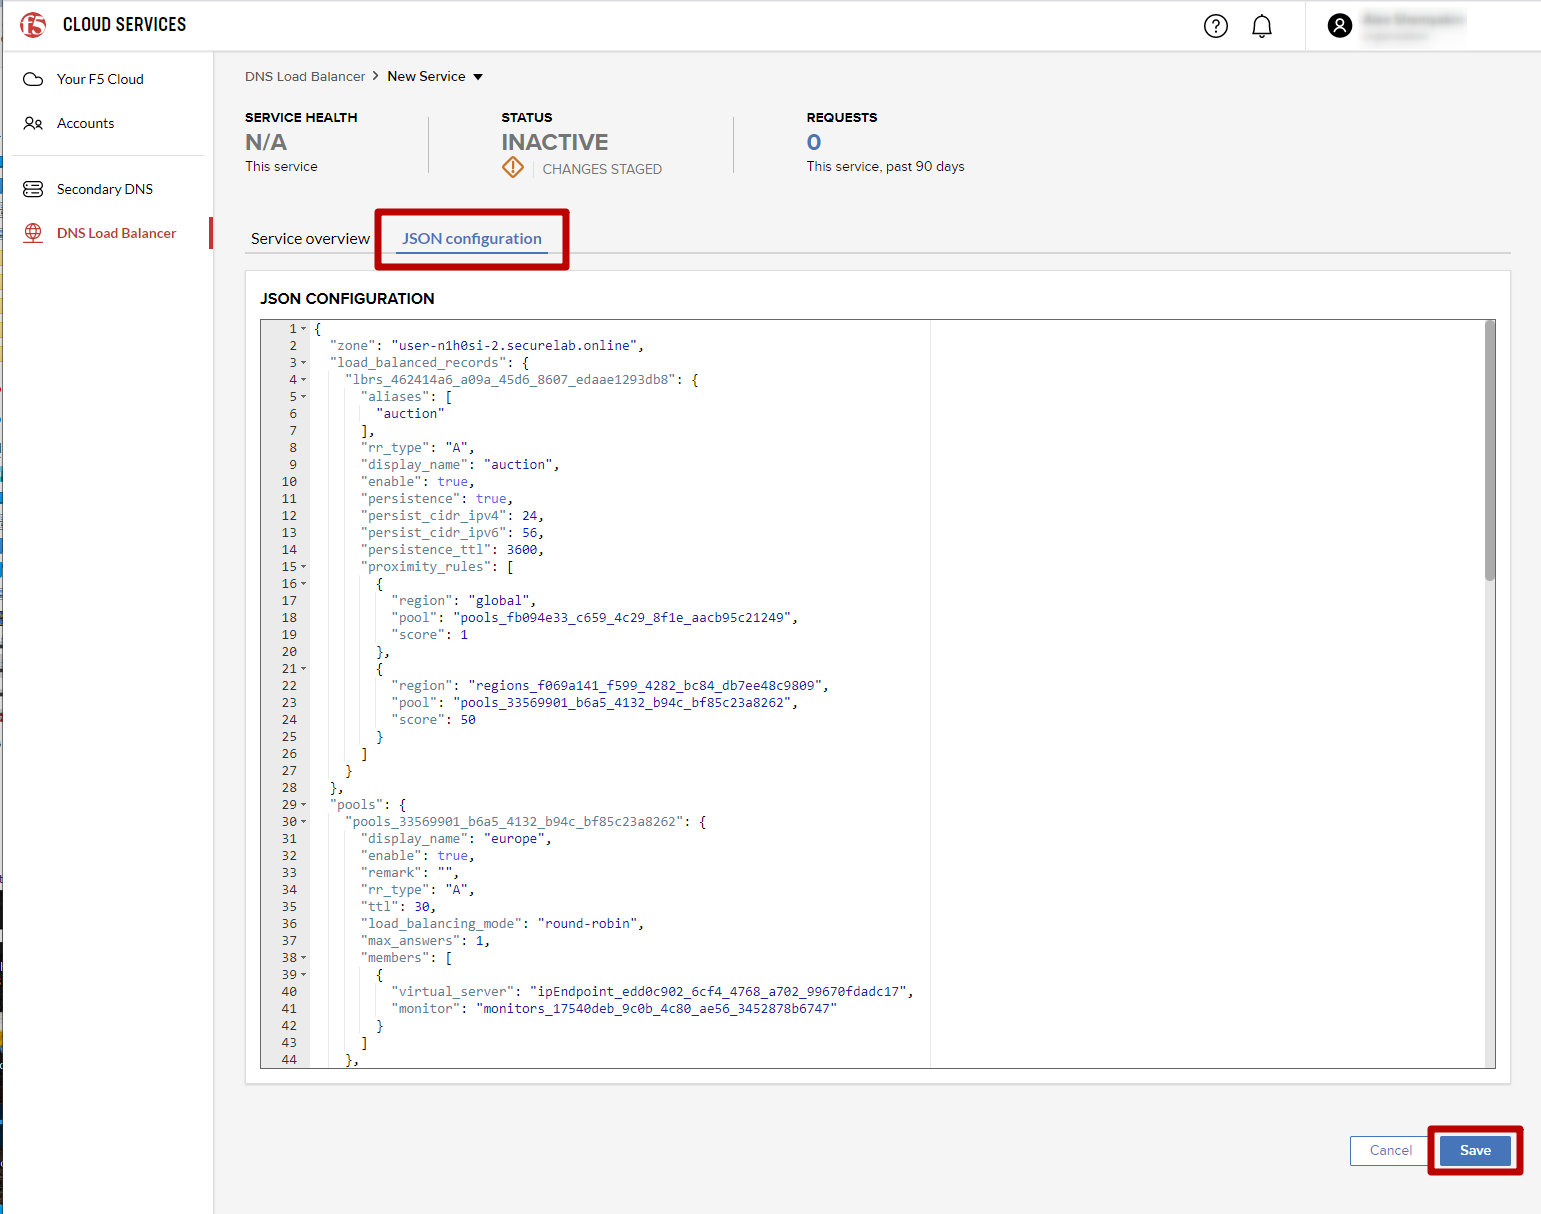 f5 CLOUD SERVICES
Your F5 Cloud
Accounts
Secondary DNS
DNS Load Balancer
DNS Load Balancer > New Service
SERVICE HEALTH
N/A
This service
STATUS
INACTIVE
CHANGES STAGED
REQUESTS
0
This service, past 90 days
Service overview
JSON configuration
JSON CONFIGURATION
1 {
2 "zone": "user-n1h0si-2.securelab.online",
3 "load_balanced_records": {
4 "lbrs_462414a6_a09a_45d6_8607_edaae1293db8": {
5 "aliases": [
6 "auction"
7 ],
8 "rr_type": "A",
9 "display_name": "auction",
10 "enable": true,
11 "persistence": true,
12 "persist_cidr_ipv4": 24,
13 "persist_cidr_ipv6": 56,
14 "persistence_ttl": 3600,
15 "proximity_rules": [
16 {
17 "region": "global",
18 "pool": "pools_fb094e33_c659_4c29_8f1e_aacb95c21249",
19 "score": 1
20 },
21 {
22 "region": "regions_f069a141_f599_4282_bc84_db7ee48c9809",
23 "pool": "pools_33569901_b6a5_4132_b94c_bf85c23a8262",
24 "score": 50
25 }
26 ]
27 }
28 },
29 "pools": {
30 "pools_33569901_b6a5_4132_b94c_bf85c23a8262": {
31 "display_name": "europe",
32 "enable": true,
33 "remark": "",
34 "rr_type": "A",
35 "ttl": 30,
36 "load_balancing_mode": "round-robin",
37 "max_answers": 1,
38 "members": [
39 {
40 "virtual_server": "ipEndpoint_edd0c902_6cf4_4768_a702_99670fdadc17",
41 "monitor": "monitors_17540deb_9c0b_4c80_ae56_3452878b6747"
42 }
43 ]
44 },
Cancel
Save